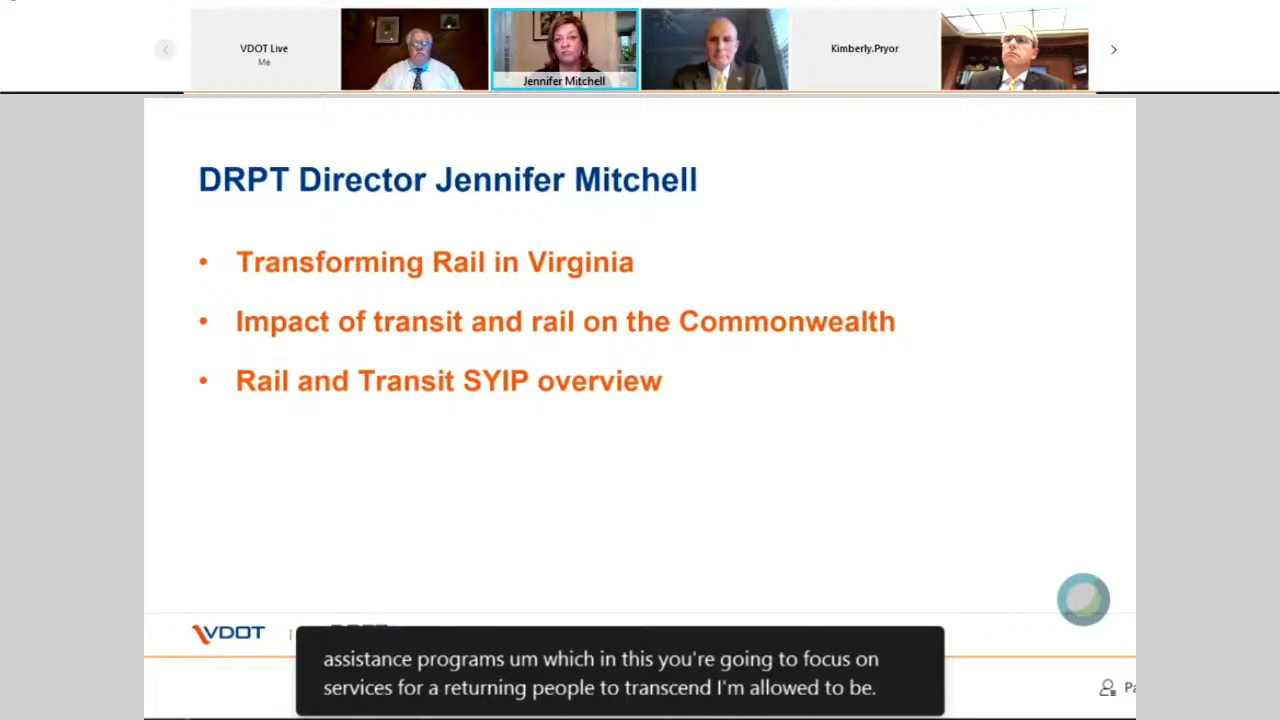 VDOT Live
Me
Jennifer Mitchell
Kimberly.Pryor
DRPT Director Jennifer Mitchell
• Transforming Rail in Virginia
• Impact of transit and rail on the Commonwealth
• Rail and Transit SYIP overview
VDOT
assistance programs um which in this you're going to focus on
services for a returning people to transcend I'm allowed to be.
Pa